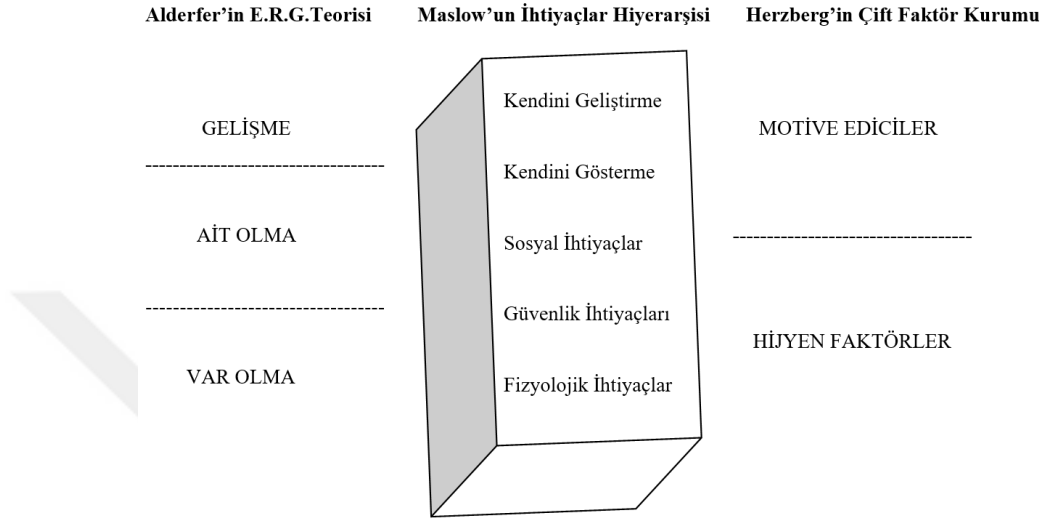 Alderfer’in E.R.G.Teorisi Maslow’un İhtiyaçlar Hiyerarşisi Herzberg’in Çift Faktör Kurumu
Kendini Geliştirme
GELİŞME MOTİVE EDİCİLER
Kendini Gösterme
AİT OLMA Sosyal İhtiyaçlar
Güvenlik İhtiyaçları
HİJYEN FAKTÖRLER
VAR OLMA Fizyolojik İhtiyaçlar